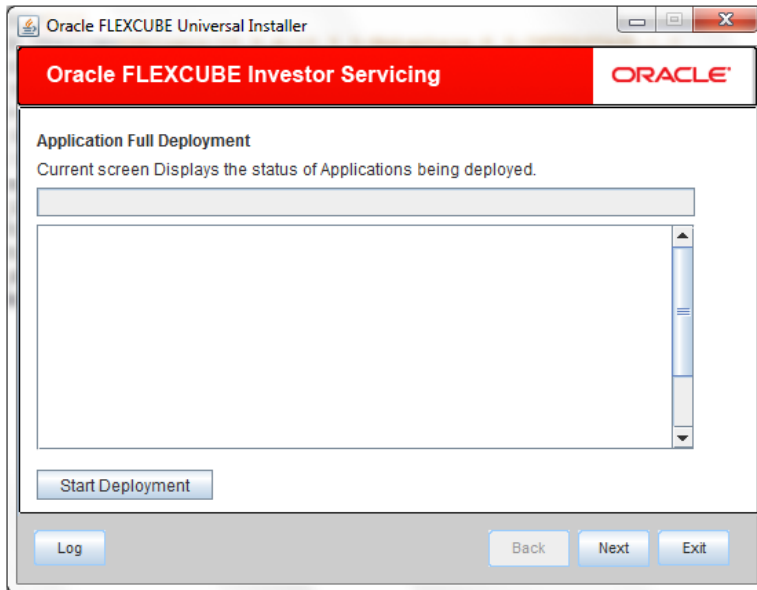 Oracle FLEXCUBE Universal Installer
Oracle FLEXCUBE Investor Servicing
ORACLE
Application Full Deployment
Current screen Displays the status of Applications being deployed.
Start Deployment
Log
Back
Next
Exit